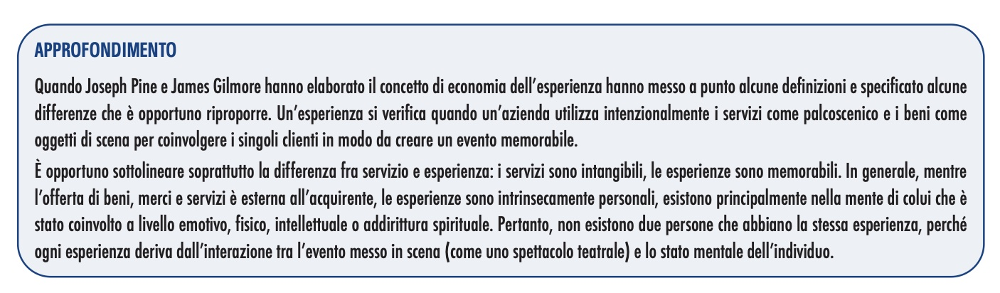 APPROFONDIMENTO
Quando Joseph Pine e James Gilmore hanno elaborato il concetto di economia dell'esperienza hanno messo a punto alcune definizioni e specificato alcune
differenze che è opportuno riproporre. Un'esperienza si verifica quando un'azienda utilizza intenzionalmente i servizi come palcoscenico e i beni come
oggetti di scena per coinvolgere i singoli clienti in modo da creare un evento memorabile.
È opportuno sottolineare soprattutto la differenza fra servizio e esperienza: i servizi sono intangibili, le esperienze sono memorabili. In generale, mentre
l'offerta di beni, merci e servizi è esterna all'acquirente, le esperienze sono intrinsecamente personali, esistono principalmente nella mente di colui che è
stato coinvolto a livello emotivo, fisico, intellettuale o addirittura spirituale. Pertanto, non esistono due persone che abbiano la stessa esperienza, perché
ogni esperienza deriva dall'interazione tra l'evento messo in scena (come uno spettacolo teatrale) e lo stato mentale dell'individuo.